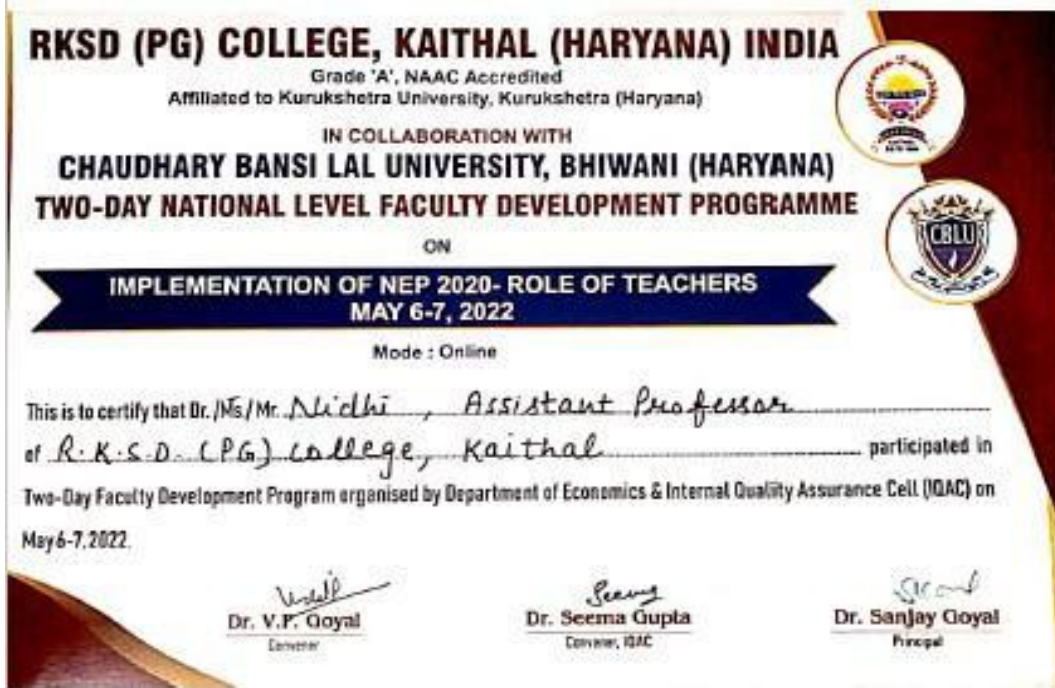 RKSD (PG) COLLEGE, KAITHAL (HARYANA) INDIA
Grade 'A', NAAC Accredited
Affiliated to Kurukshetra University, Kurukshetra (Haryana)
IN COLLABORATION WITH
CHAUDHARY BANSI LAL UNIVERSITY, BHIWANI (HARYANA)
TWO-DAY NATIONAL LEVEL FACULTY DEVELOPMENT PROGRAMME
CBLU
ON
IMPLEMENTATION OF NEP 2020- ROLE OF TEACHERS
MAY 6-7, 2022
Mode : Online
This is to certify that Dr./Ms./Mr. Nidhi, Assistant Professor
of R.K.S.D. (PG) College, Kaithal participated in
Two-Day Faculty Development Program organised by Department of Economics & Internal Quality Assurance Cell (IQAC) on
May 6-7, 2022.
Seema
Dr. V.P. Goyal Dr. Seema Gupta Dr. Sanjay Goyal
Convener Convener, IQAC Principal